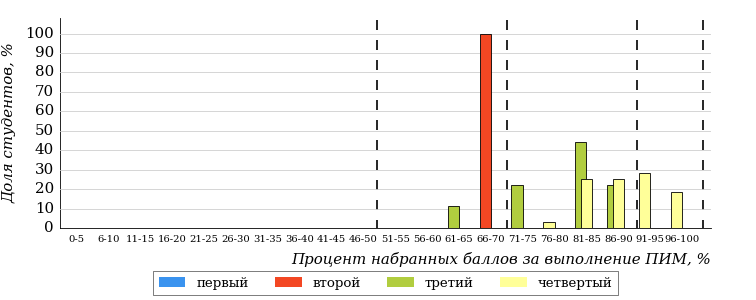 Доля студентов, %
100
90
80
70
60
50
40
30
20
10
0
0-5 6-10 11-15 16-20 21-25 26-30 31-35 36-40 41-45 46-50 51-55 56-60 61-65 66-70 71-75 76-80 81-85 86-90 91-95 96-100
Процент набранных баллов за выполнение ПИМ, %
первый второй третий четвертый